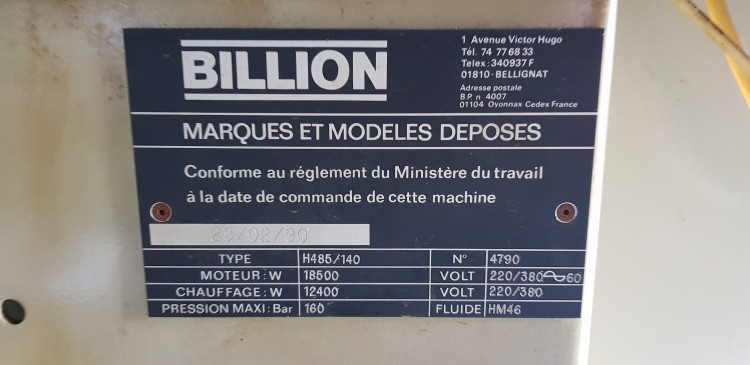 BILLION
1 Avenue Victor Hugo
Tél. 74 77 68 33
Telex: 340937 F
01810 - BELLIGNAT
Adresse postale
B.P. n 4007
01104 Oyonnax Cedex France
MARQUES ET MODELES DEPOSES
Conforme au réglement du Ministère du travail
à la date de commande de cette machine
23/02/90
TYPE H485/140 N° 4790
MOTEUR: W 18500 VOLT 220/380 60
CHAUFFAGE: W 12400 VOLT 220/380
PRESSION MAXI: Bar 160 FLUIDE HM46